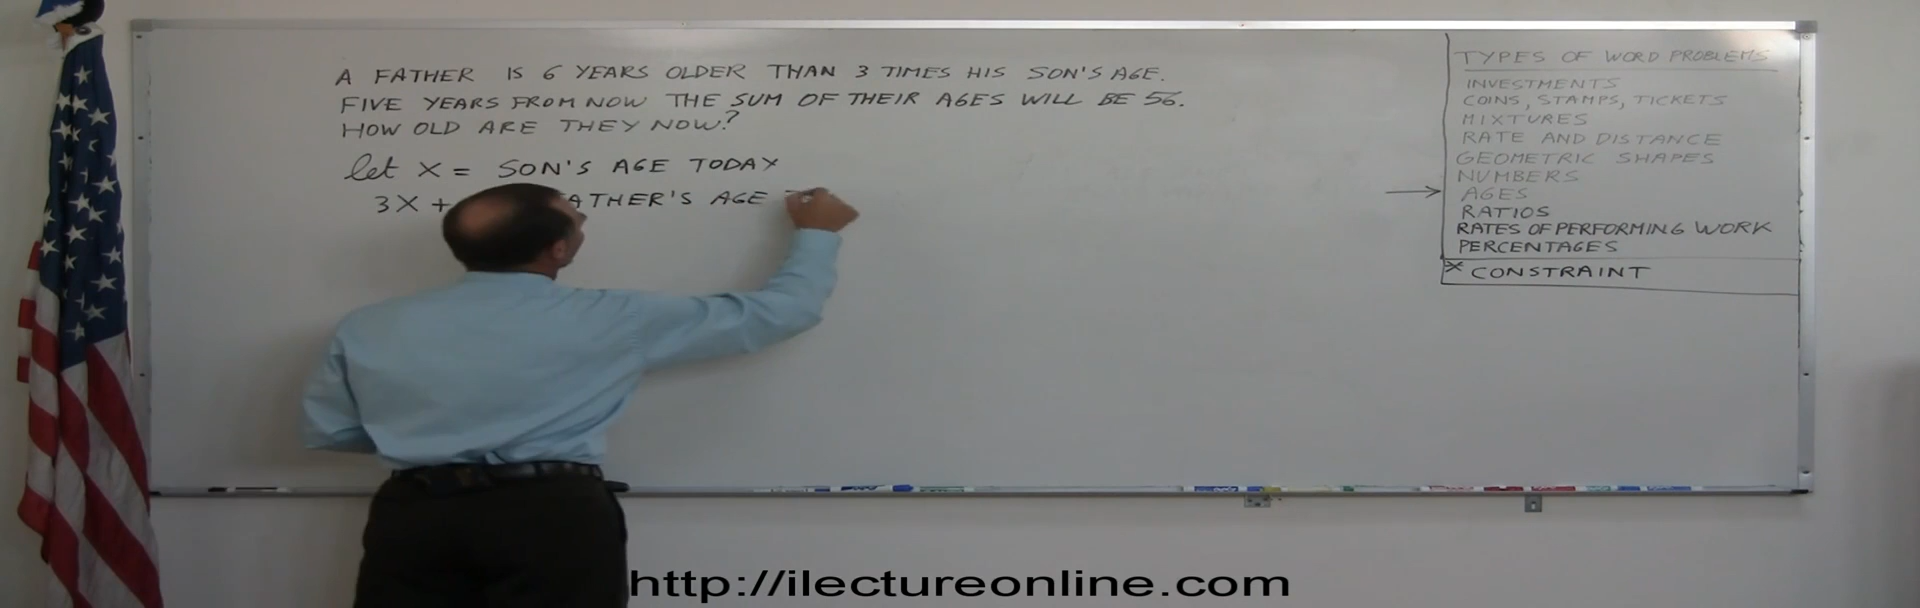 A FATHER IS 6 YEARS OLDER THAN 3 TIMES HIS SON'S AGE.
FIVE YEARS FROM NOW THE SUM OF THEIR AGES WILL BE 56.
HOW OLD ARE THEY NOW?
let X = SON'S AGE TODAY
3X + ATHER'S AGE T
TYPES OF WORD PROBLEMS
INVESTMENTS
COINS, STAMPS, TICKETS
MIXTURES
RATE AND DISTANCE
GEOMETRIC SHAPES
NUMBERS
→ AGES
RATIOS
RATES OF PERFORMING WORK
PERCENTAGES
* CONSTRAINT
http://ilectureonline.com